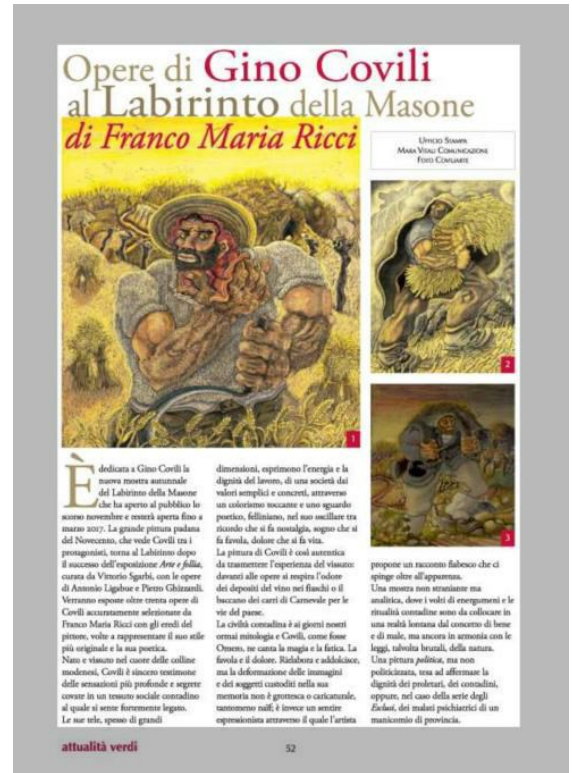 Opere di Gino Covili
al Labirinto della Masone
di Franco Maria Ricci
Ufficio Stampa
Mara Vitali Comunicazione
Foto Coviliarte
1
2
3
È dedicata a Gino Covili la
nuova mostra autunnale
del Labirinto della Masone
che ha aperto al pubblico lo
scorso novembre e resterà aperta fino a
marzo 2017. La grande pittura padana
del Novecento, che vede Covili tra i
protagonisti, torna al Labirinto dopo
il successo dell'esposizione Arte e follia,
curata da Vittorio Sgarbi, con le opere
di Antonio Ligabue e Pietro Ghizzardi.
Verranno esposte oltre trenta opere di
Covili accuratamente selezionate da
Franco Maria Ricci con gli eredi del
pittore, volte a rappresentare il suo stile
più originale e la sua poetica.
Nato e vissuto nel cuore delle colline
modenesi, Covili è sincero testimone
delle sensazioni più profonde e segrete
covate in un tessuto sociale contadino
al quale si sente fortemente legato.
Le sue tele, spesso di grandi
dimensioni, esprimono l'energia e la
dignità del lavoro, di una società dai
valori semplici e concreti, attraverso
un colorismo toccante e uno sguardo
poetico, felliniano, nel suo oscillare tra
ricordo che si fa nostalgia, sogno che si
fa favola, dolore che si fa vita.
La pittura di Covili è così autentica
da trasmettere l'esperienza del vissuto:
davanti alle opere si respira l'odore
dei depositi del vino nei fiaschi o il
baccano dei carri di Carnevale per le
vie del paese.
La civiltà contadina è ai giorni nostri
ormai mitologia e Covili, come fosse
Omero, ne canta la magia e la fatica. La
favola e il dolore. Rielabora e addolcisce,
ma la deformazione delle immagini
e dei soggetti custoditi nella sua
memoria non è grottesca o caricaturale,
tantomeno naïf; è invece un sentire
espressionista attraverso il quale l'artista
propone un racconto fiabesco che ci
spinge oltre all'apparenza.
Una mostra non straniante ma
analitica, dove i volti di energumeni e le
ritualità contadine sono da collocare in
una realtà lontana dal concetto di bene
e di male, ma ancora in armonia con le
leggi, talvolta brutali, della natura.
Una pittura politica, ma non
politicizzata, tesa ad affermare la
dignità dei proletari, dei contadini,
oppure, nel caso della serie degli
Esclusi, dei malati psichiatrici di un
manicomio di provincia.
attualità verdi
52